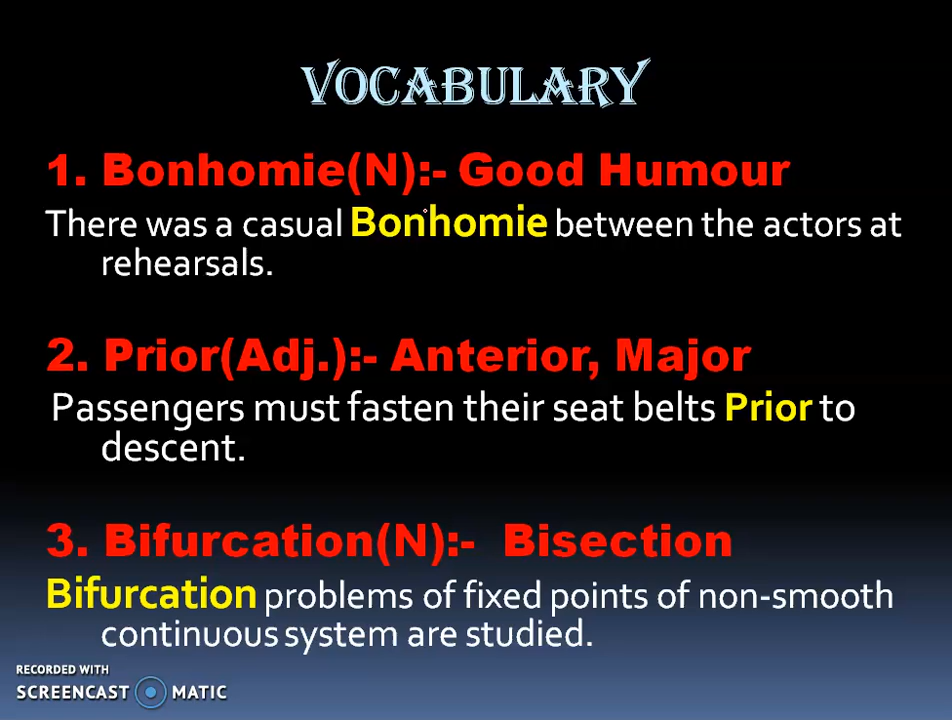 VOCABULARY
1. Bonhomie(N):- Good Humour
There was a casual Bonhomie between the actors at
rehearsals.
2. Prior(Adj.):- Anterior, Major
Passengers must fasten their seat belts Prior to
descent.
3. Bifurcation(N):- Bisection
Bifurcation problems of fixed points of non-smooth
continuous system are studied.
RECORDED WITH
SCREENCAST MATIC